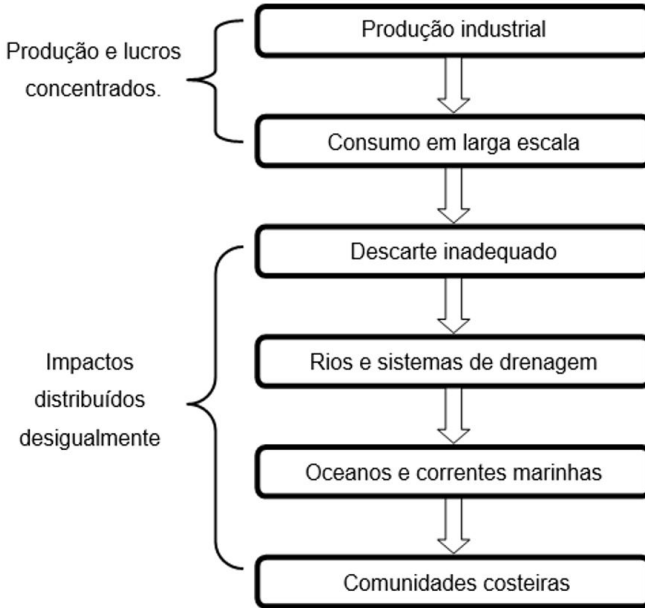 Produção industrial
Produção e lucros
concentrados.
Consumo em larga escala
Descarte inadequado
Rios e sistemas de drenagem
Impactos
distribuídos
desigualmente
Oceanos e correntes marinhas
Comunidades costeiras